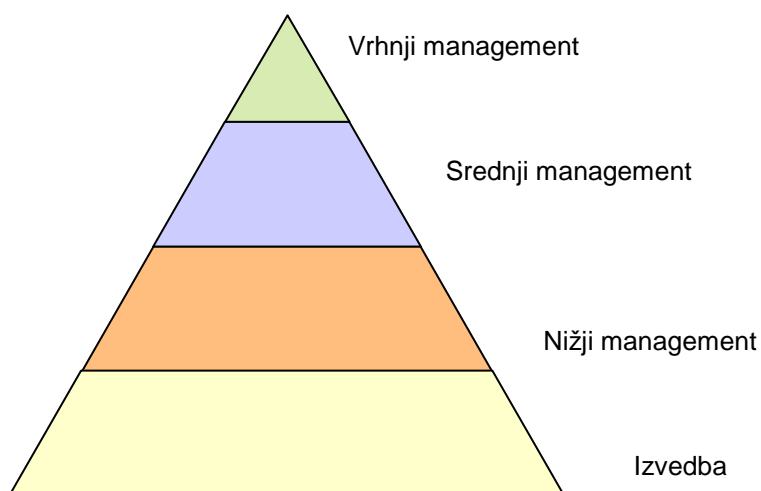 Vrhnji management
Srednji management
Nižji management
Izvedba